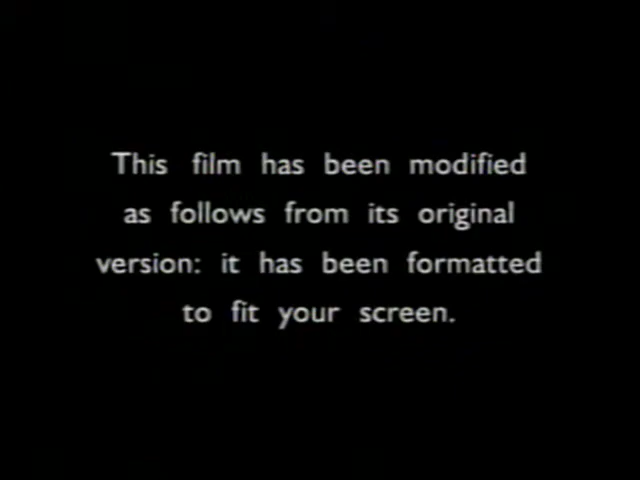 This film has been modified
as follows from its original
version: it has been formatted
to fit your screen.